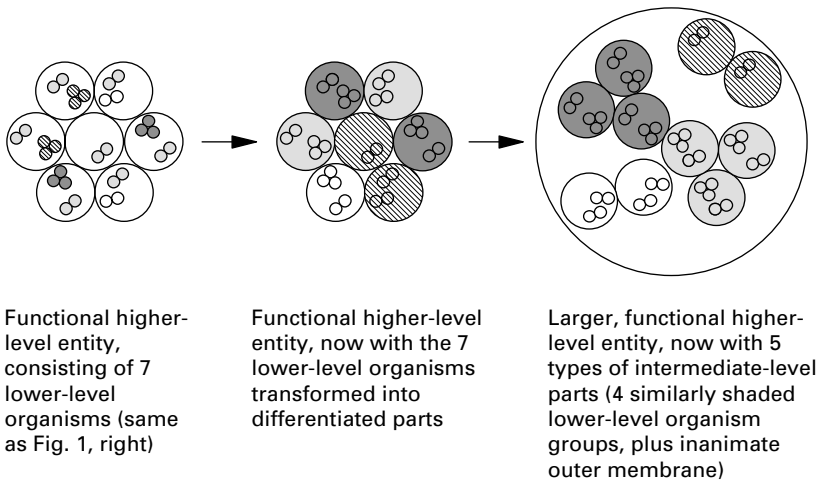 Functional higher-
level entity,
consisting of 7
lower-level
organisms (same
as Fig. 1, right)
Functional higher-level
entity, now with the 7
lower-level organisms
transformed into
differentiated parts
Larger, functional higher-
level entity, now with 5
types of intermediate-level
parts (4 similarly shaded
lower-level organism
groups, plus inanimate
outer membrane)